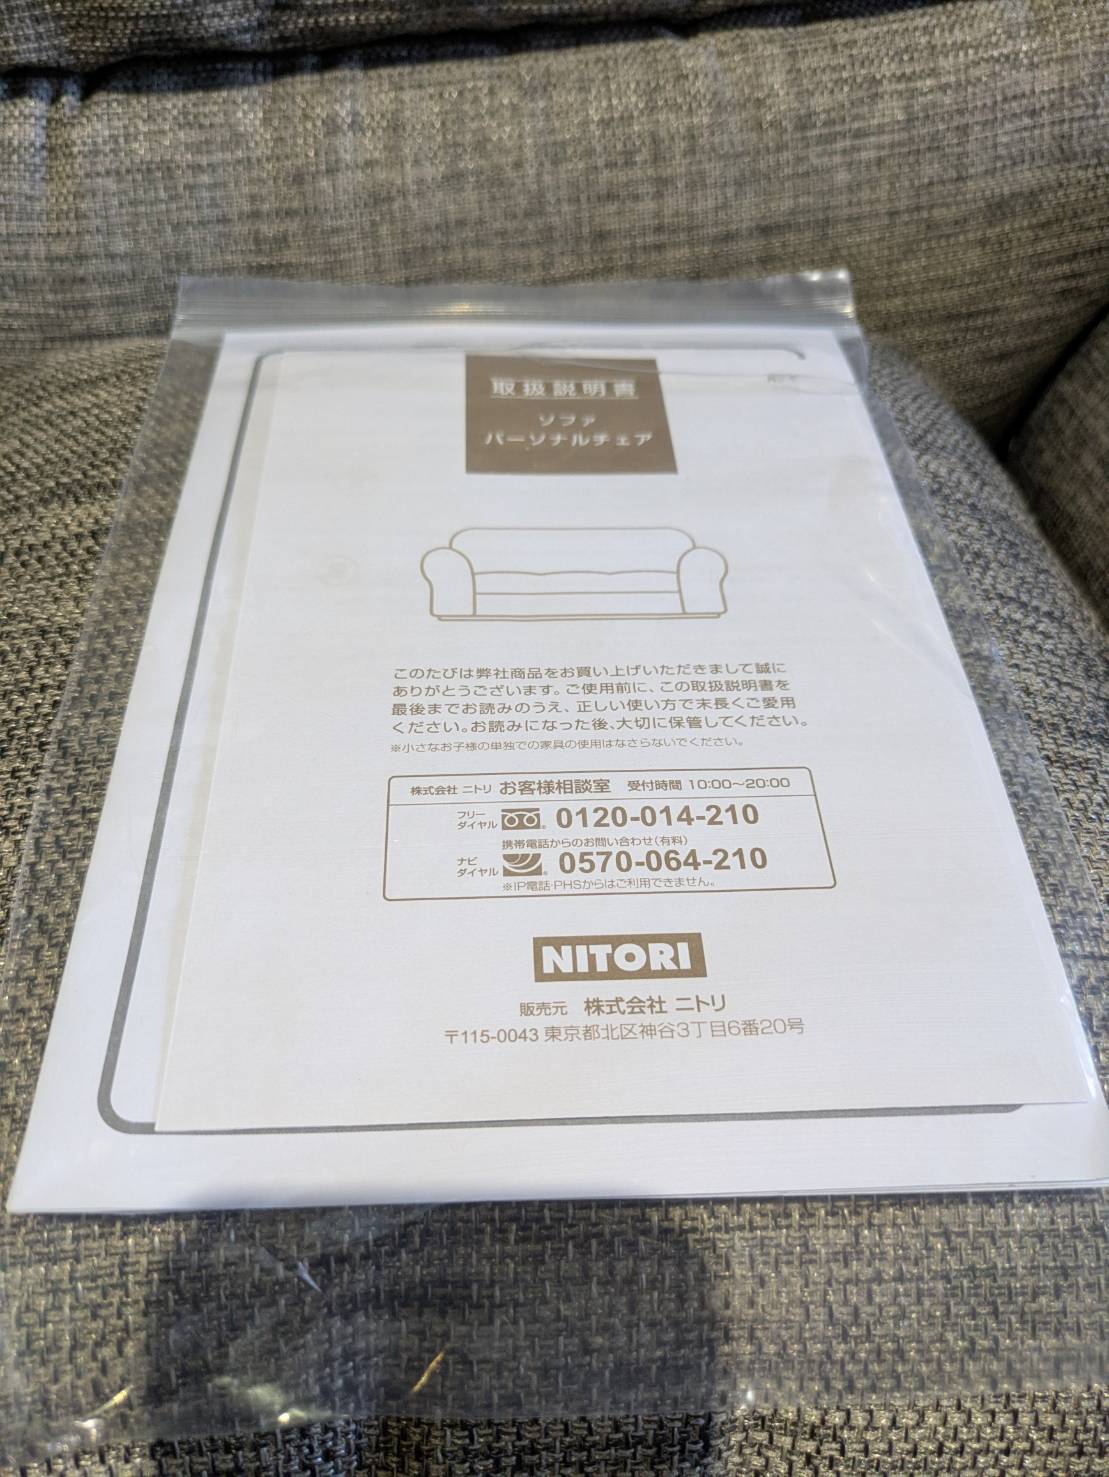 取扱説明書
ソファ
パーソナルチェア
このたびは弊社商品をお買い上げいただきまして誠に
ありがとうございます。ご使用前に、この取扱説明書を
最後までお読みのうえ、正しい使い方で末長くご愛用
ください。お読みになった後、大切に保管してください。
※小さなお子様の単独での家具の使用はなさらないでください。
株式会社 ニトリ お客様相談室 受付時間 10:00〜20:00
フリー
ダイヤル 0120-014-210
携帯電話からのお問い合わせ(有料)
ナビ
ダイヤル 0570-064-210
※IP電話・PHSからはご利用できません。
NITORI
販売元 株式会社 ニトリ
〒115-0043 東京都北区神谷3丁目6番20号